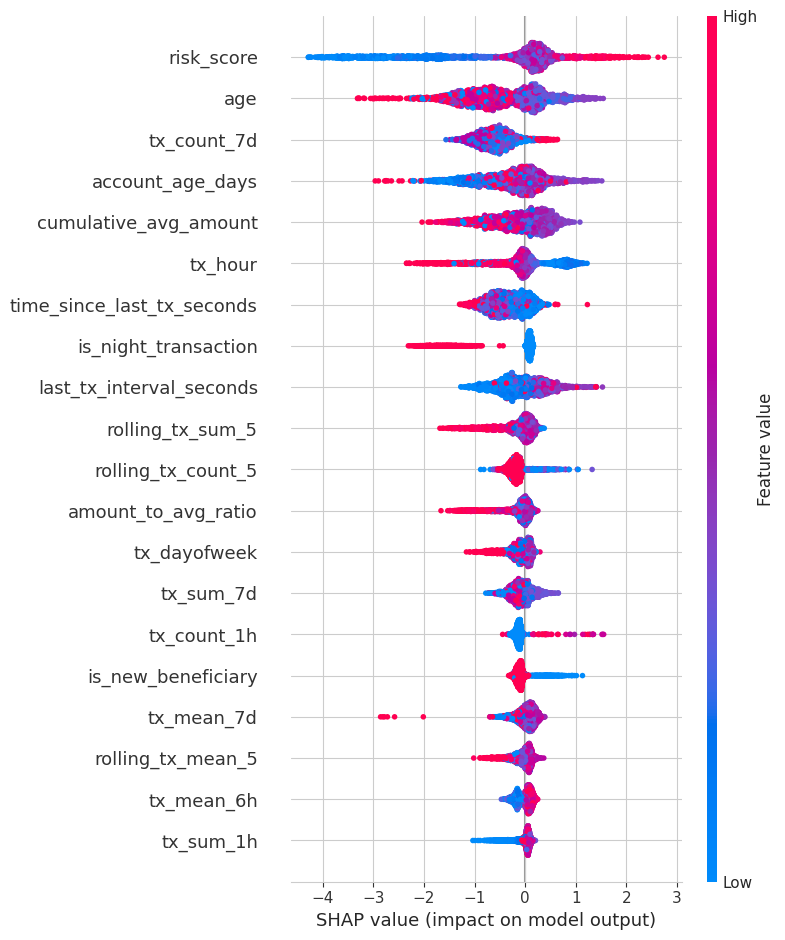 High
risk_score
age
tx_count_7d
account_age_days
cumulative_avg_amount
tx_hour
time_since_last_tx_seconds
is_night_transaction
last_tx_interval_seconds
rolling_tx_sum_5
rolling_tx_count_5
amount_to_avg_ratio
tx_dayofweek
tx_sum_7d
tx_count_1h
is_new_beneficiary
tx_mean_7d
rolling_tx_mean_5
tx_mean_6h
tx_sum_1h
Feature value
Low
−4 −3 −2 −1 0 1 2 3
SHAP value (impact on model output)